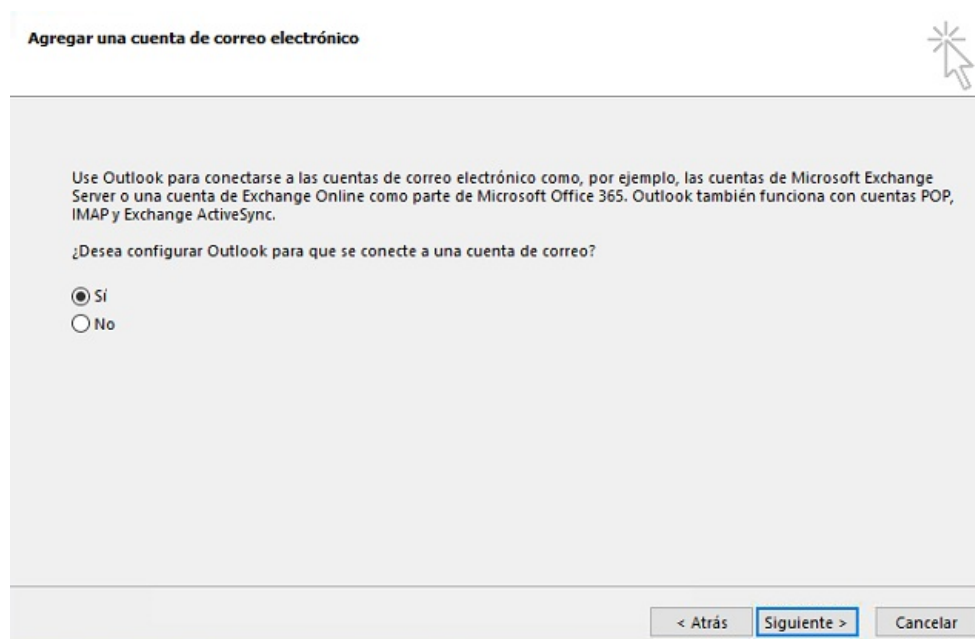 Agregar una cuenta de correo electrónico
Use Outlook para conectarse a las cuentas de correo electrónico como, por ejemplo, las cuentas de Microsoft Exchange
Server o una cuenta de Exchange Online como parte de Microsoft Office 365. Outlook también funciona con cuentas POP,
IMAP y Exchange ActiveSync.
¿Desea configurar Outlook para que se conecte a una cuenta de correo?
Sí
No
< Atrás Siguiente > Cancelar